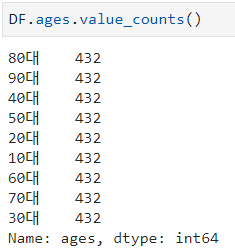 DF.ages.value_counts()
80대    432
90대    432
40대    432
50대    432
20대    432
10대    432
60대    432
70대    432
30대    432
Name: ages, dtype: int64